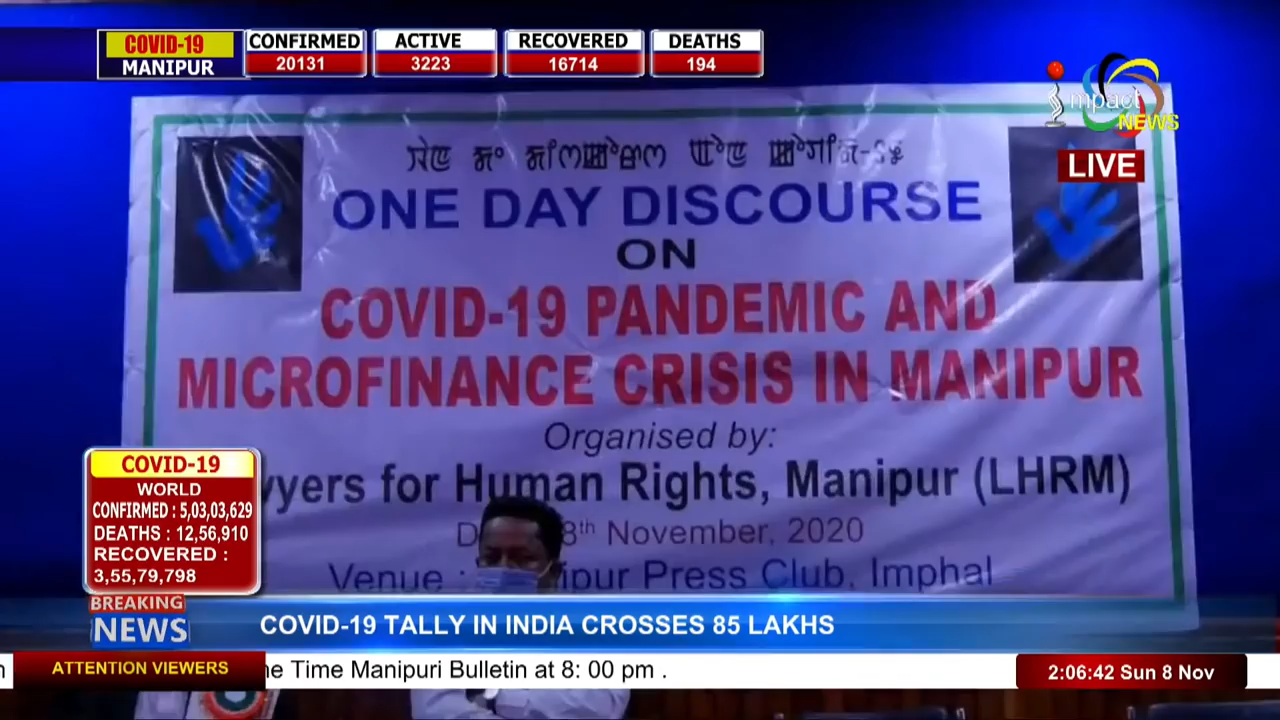 COVID-19
MANIPUR
CONFIRMED
20131
ACTIVE
3223
RECOVERED
16714
DEATHS
194
mpact
NEWS
LIVE
ONE DAY DISCOURSE
ON
COVID-19 PANDEMIC AND
MICROFINANCE CRISIS IN MANIPUR
Organised by:
for Human Rights, Manipur (LHRM)
8th November, 2020
Venue : Press Club, Imphal
COVID-19
WORLD
CONFIRMED : 5,03,03,629
DEATHS : 12,56,910
RECOVERED :
3,55,79,798
BREAKING
NEWS
COVID-19 TALLY IN INDIA CROSSES 85 LAKHS
ATTENTION VIEWERS
Time Manipuri Bulletin at 8: 00 pm .
2:06:42 Sun 8 Nov